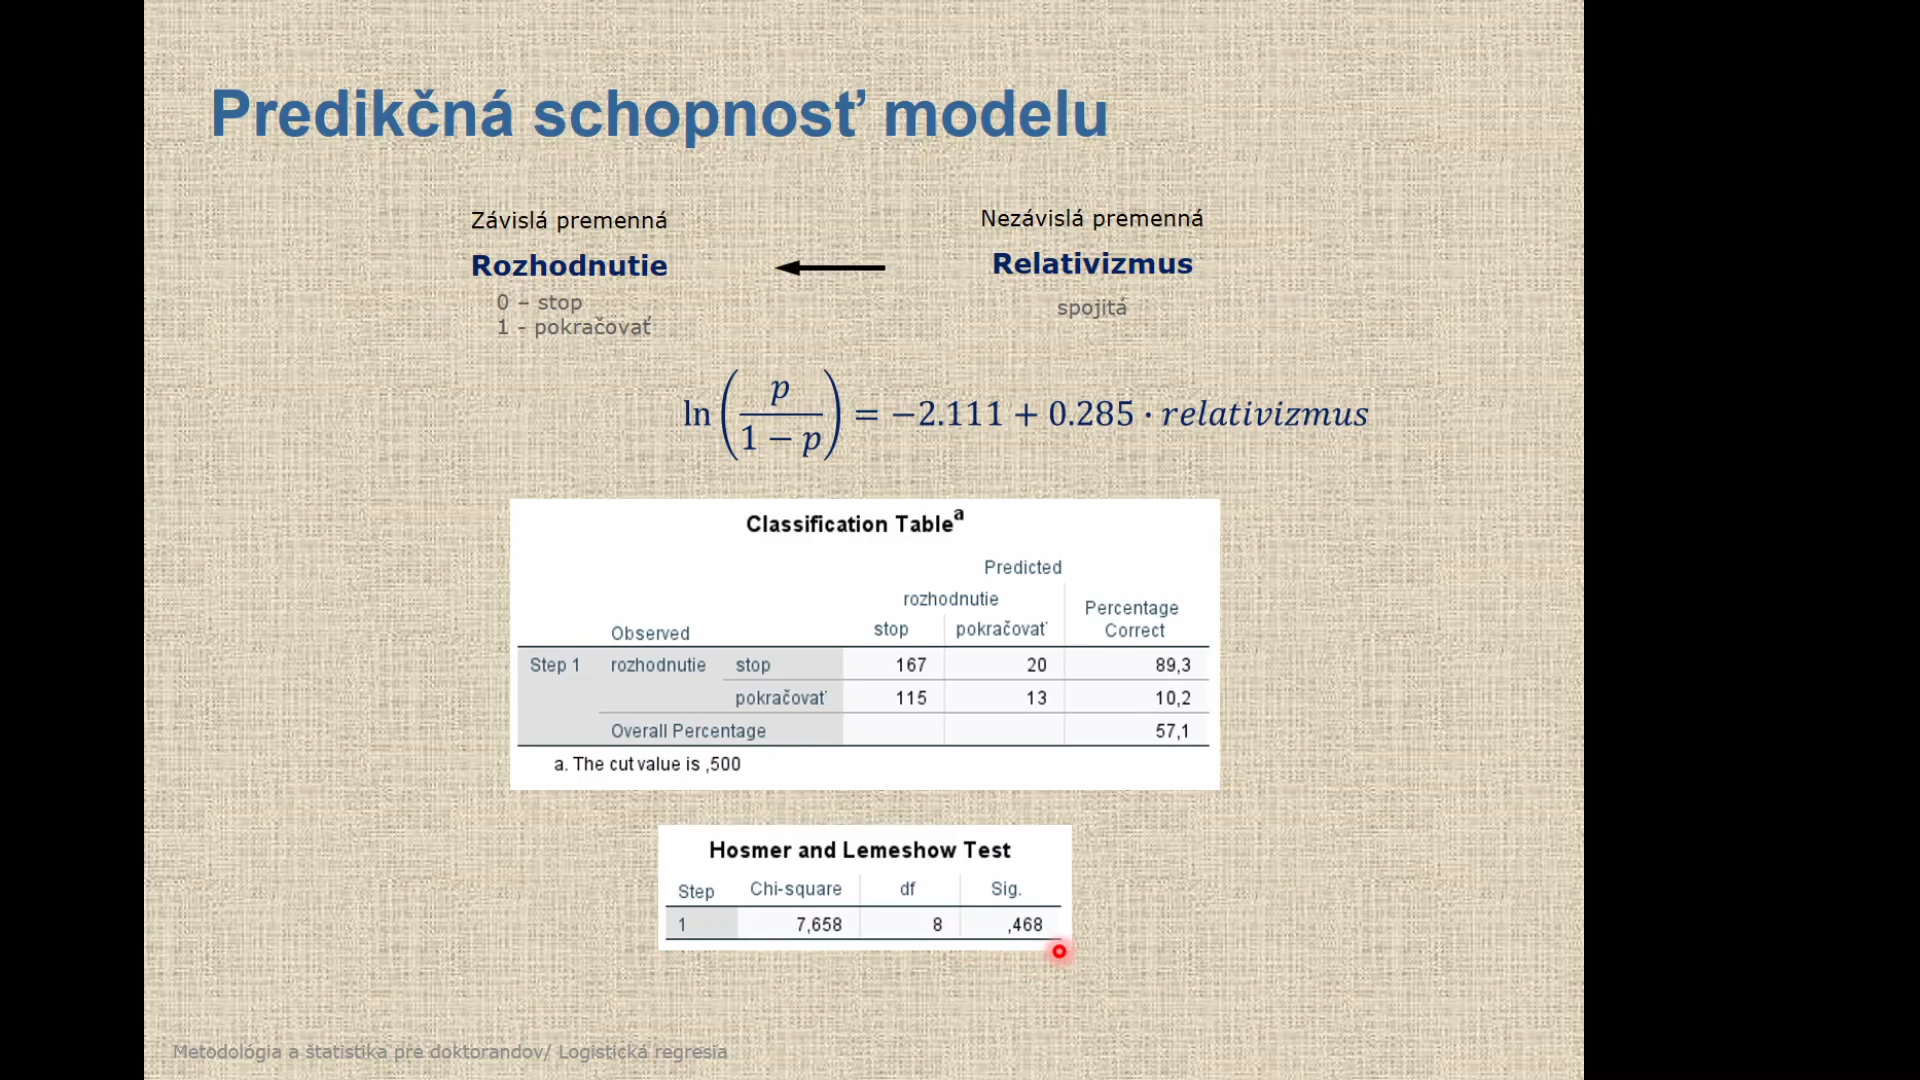 Predikčná schopnosť modelu
Závislá premenná
Nezávislá premenná
Rozhodnutie
Relativizmus
0 – stop
1 - pokračovať
spojitá
ln(p/(1 − p)) = −2.111 + 0.285 · relativizmus
Classification Tableᵃ
Predicted
rozhodnutie
Percentage Correct
Observed stop pokračovať
Step 1 rozhodnutie stop 167 20 89,3
pokračovať 115 13 10,2
Overall Percentage 57,1
a. The cut value is ,500
Hosmer and Lemeshow Test
Step Chi-square df Sig.
1 7,658 8 ,468
Metodológia a štatistika pre doktorandov/ Logistická regresia